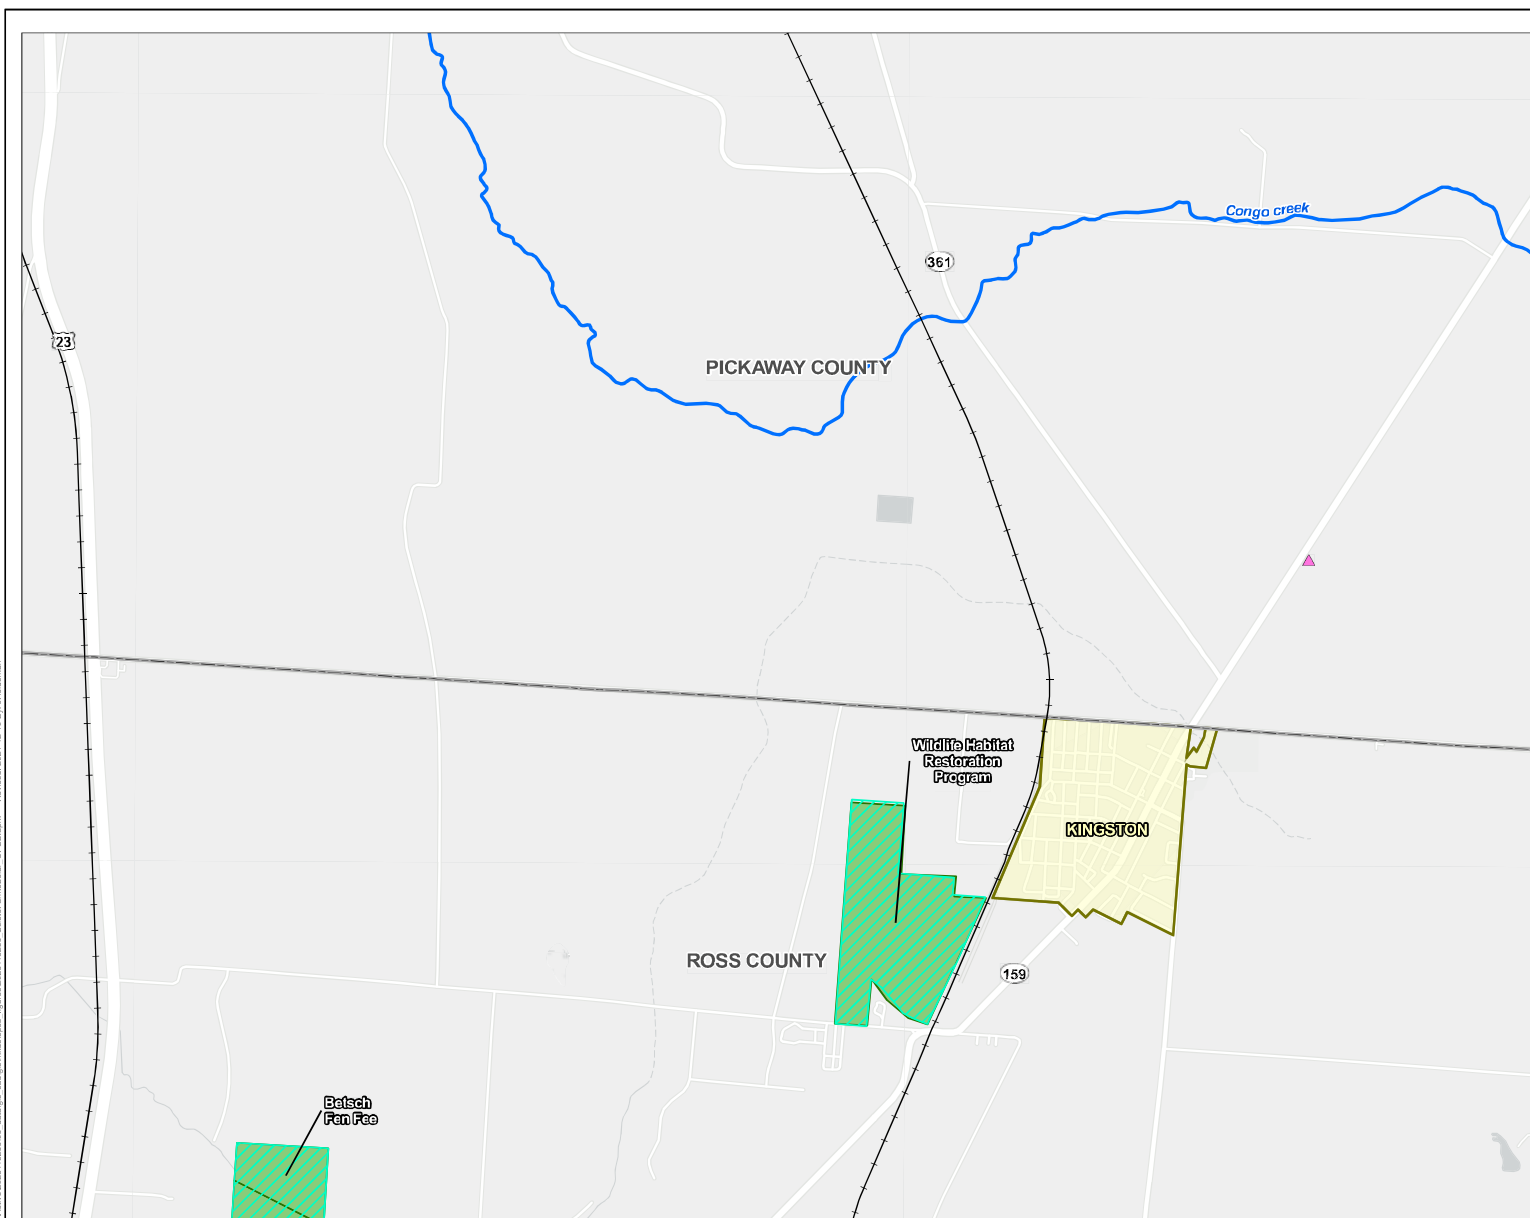 Congo creek
361
23
PICKAWAY COUNTY
Wildlife Habitat
Restoration
Program
KINGSTON
ROSS COUNTY
159
Betsch
Fen Fee